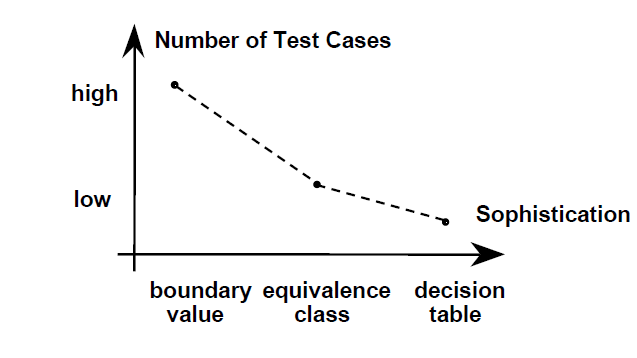 Number of Test Cases
high
low
Sophistication
boundary equivalence decision
value class table